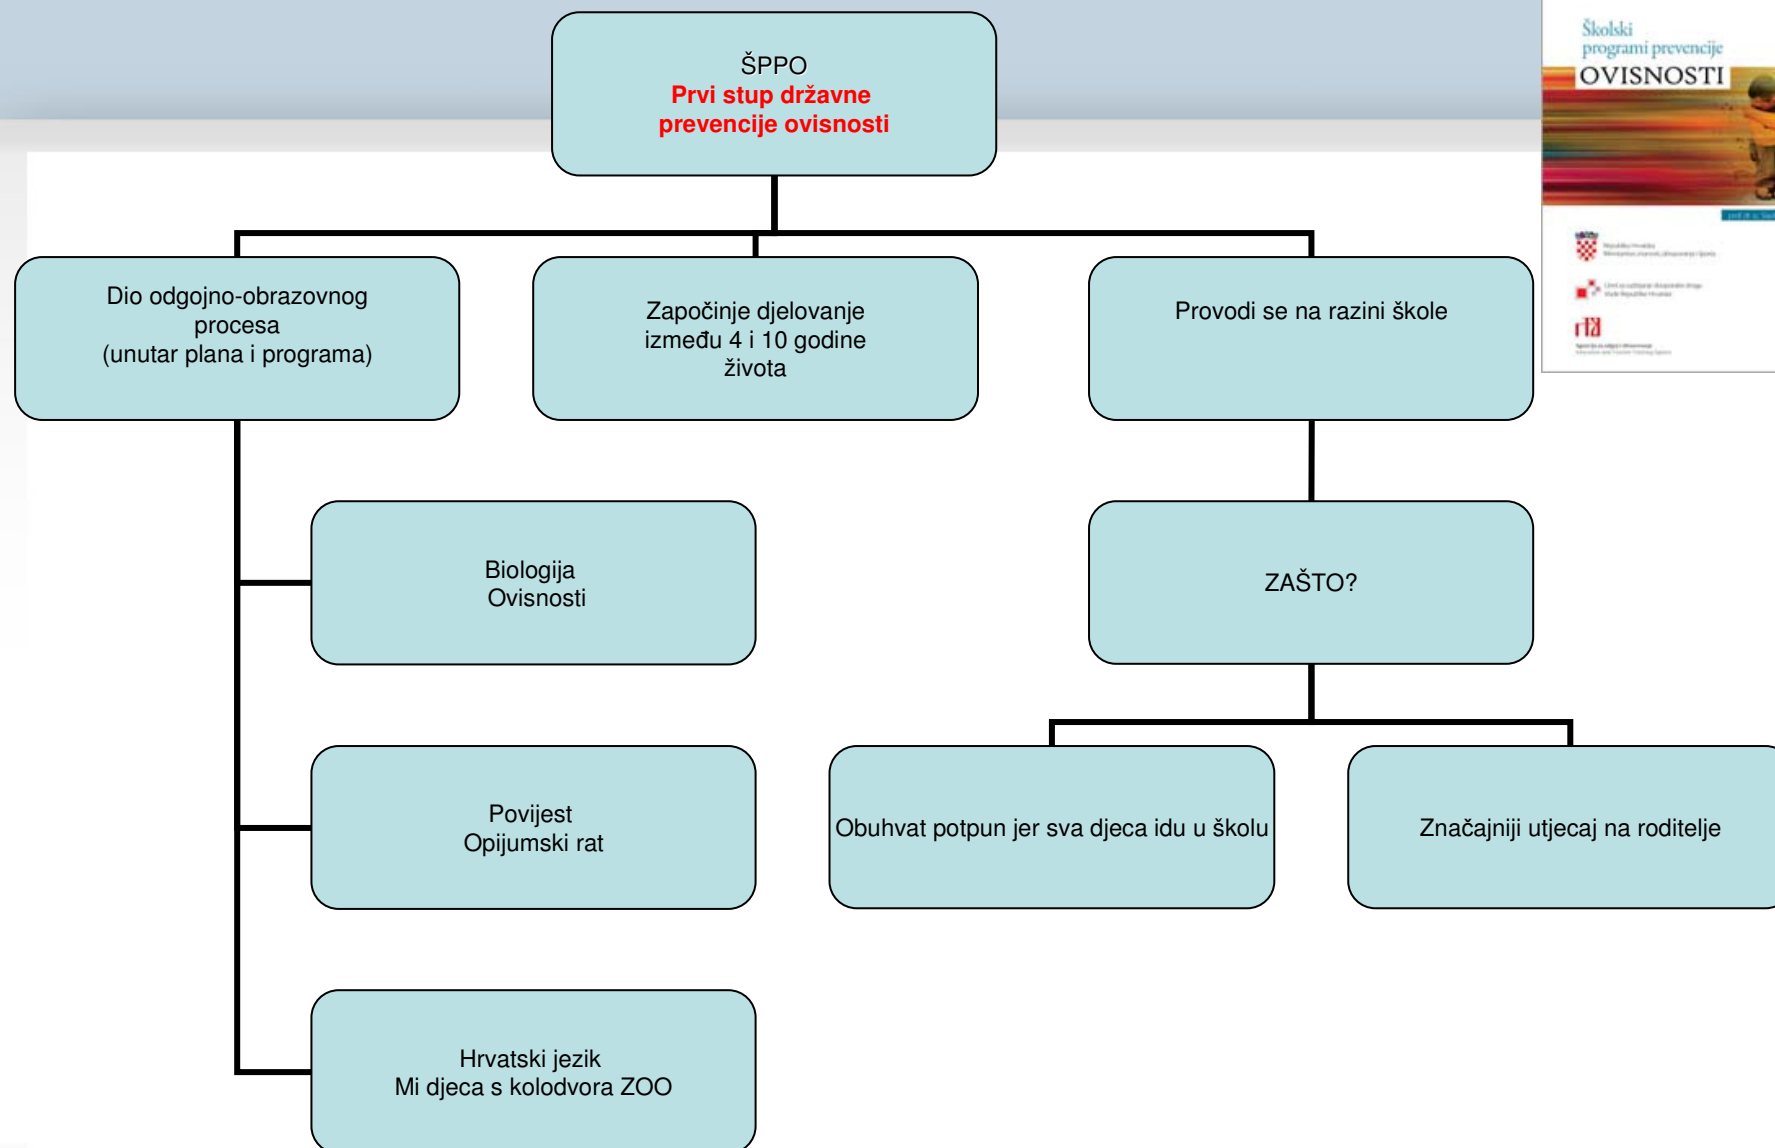 ŠPPO
Prvi stup državne
prevencije ovisnosti
Školski
programi prevencije
OVISNOSTI
Dio odgojno-obrazovnog
procesa
(unutar plana i programa)
Započinje djelovanje
između 4 i 10 godine
života
Provodi se na razini škole
Biologija
Ovisnosti
ZAŠTO?
Povijest
Opijumski rat
Obuhvat potpun jer sva djeca idu u školu
Značajniji utjecaj na roditelje
Hrvatski jezik
Mi djeca s kolodvora ZOO